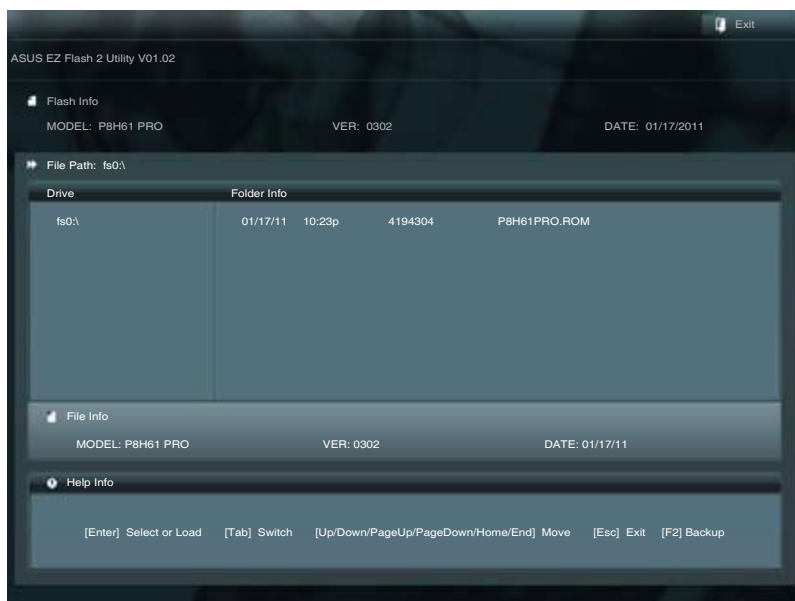 Exit
ASUS EZ Flash 2 Utility V01.02
Flash Info
MODEL: P8H61 PRO VER: 0302 DATE: 01/17/2011
File Path: fs0:\
Drive Folder Info
fs0:\ 01/17/11 10:23p 4194304 P8H61PRO.ROM
File Info
MODEL: P8H61 PRO VER: 0302 DATE: 01/17/11
Help Info
[Enter] Select or Load [Tab] Switch [Up/Down/PageUp/PageDown/Home/End] Move [Esc] Exit [F2] Backup